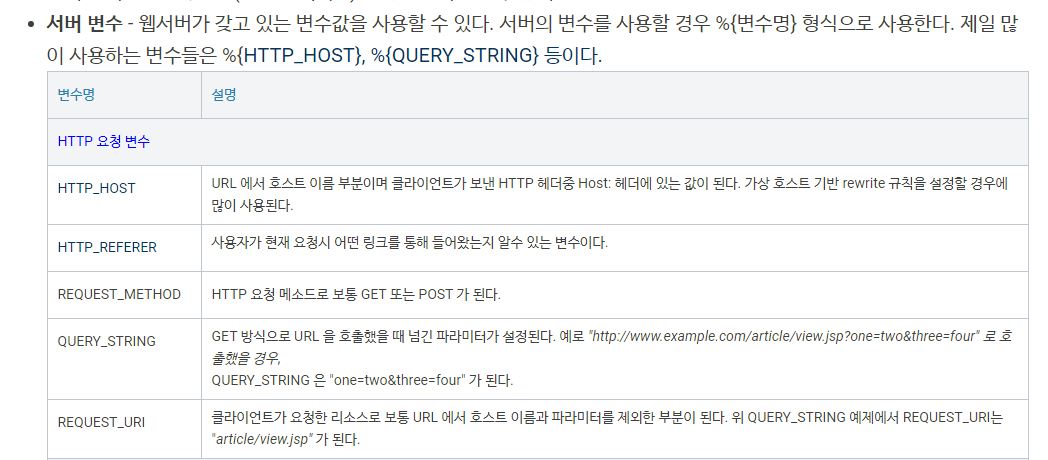 • 서버 변수 - 웹서버가 갖고 있는 변수값을 사용할 수 있다. 서버의 변수를 사용할 경우 %{변수명} 형식으로 사용한다. 제일 많
이 사용하는 변수들은 %{HTTP_HOST}, %{QUERY_STRING} 등이다.
변수명 설명
HTTP 요청 변수
HTTP_HOST
URL 에서 호스트 이름 부분이며 클라이언트가 보낸 HTTP 헤더중 Host: 헤더에 있는 값이 된다. 가상 호스트 기반 rewrite 규칙을 설정할 경우에
많이 사용된다.
HTTP_REFERER
사용자가 현재 요청시 어떤 링크를 통해 들어왔는지 알수 있는 변수이다.
REQUEST_METHOD
HTTP 요청 메소드로 보통 GET 또는 POST 가 된다.
QUERY_STRING
GET 방식으로 URL 을 호출했을 때 넘긴 파라미터가 설정된다. 예로 "http://www.example.com/article/view.jsp?one=two&three=four" 로 호
출했을 경우,
QUERY_STRING 은 "one=two&three=four" 가 된다.
REQUEST_URI
클라이언트가 요청한 리소스로 보통 URL 에서 호스트 이름과 파라미터를 제외한 부분이 된다. 위 QUERY_STRING 예제에서 REQUEST_URI는
"article/view.jsp" 가 된다.